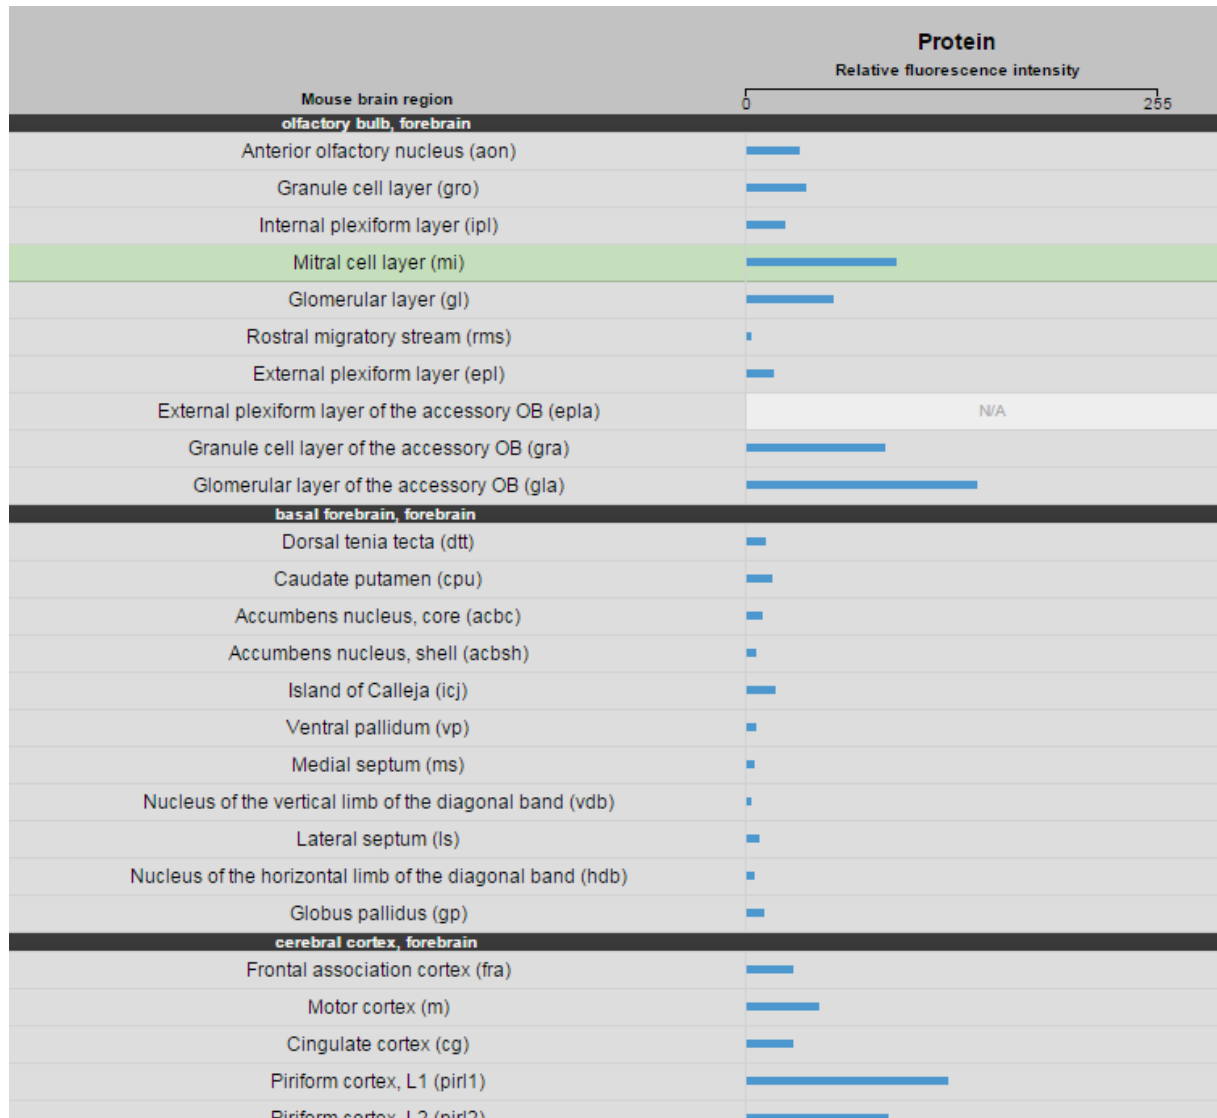 Protein
Relative fluorescence intensity
Mouse brain region
0 255
olfactory bulb, forebrain
Anterior olfactory nucleus (aon)
Granule cell layer (gro)
Internal plexiform layer (ipl)
Mitral cell layer (mi)
Glomerular layer (gl)
Rostral migratory stream (rms)
External plexiform layer (epl)
External plexiform layer of the accessory OB (epla) N/A
Granule cell layer of the accessory OB (gra)
Glomerular layer of the accessory OB (gla)
basal forebrain, forebrain
Dorsal tenia tecta (dtt)
Caudate putamen (cpu)
Accumbens nucleus, core (acbc)
Accumbens nucleus, shell (acbsh)
Island of Calleja (icj)
Ventral pallidum (vp)
Medial septum (ms)
Nucleus of the vertical limb of the diagonal band (vdb)
Lateral septum (ls)
Nucleus of the horizontal limb of the diagonal band (hdb)
Globus pallidus (gp)
cerebral cortex, forebrain
Frontal association cortex (fra)
Motor cortex (m)
Cingulate cortex (cg)
Piriform cortex, L1 (pirl1)
Piriform cortex, L2 (pirl2)